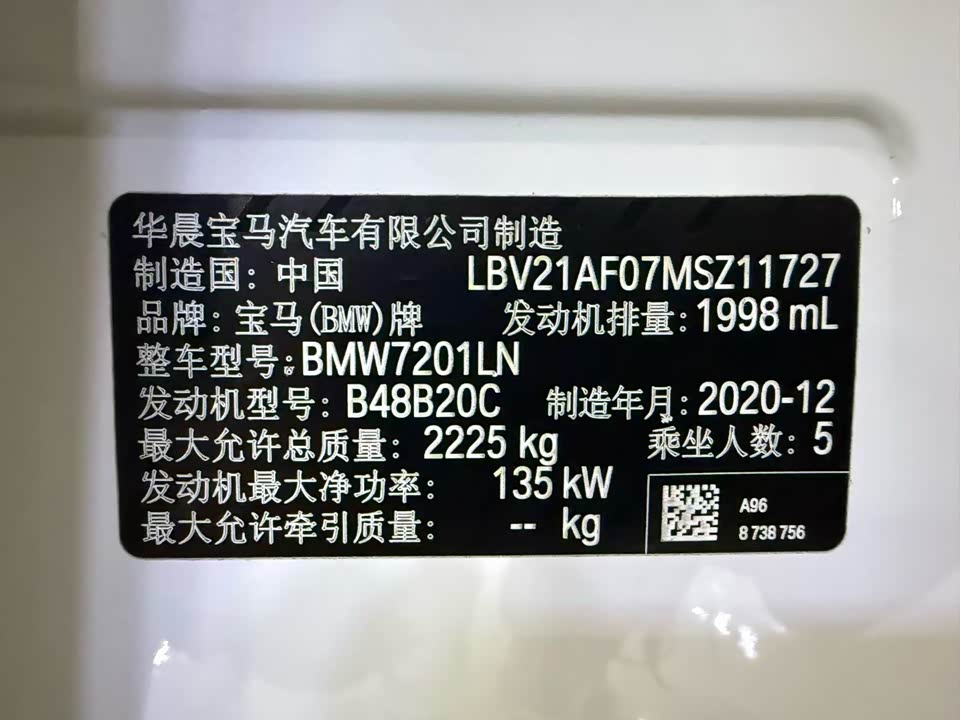 华晨宝马汽车有限公司制造
制造国: 中国 LBV21AF07MSZ11727
品牌: 宝马(BMW)牌 发动机排量: 1998 mL
整车型号: BMW7201LN
发动机型号: B48B20C 制造年月: 2020-12
最大允许总质量: 2225 kg 乘坐人数: 5
发动机最大净功率: 135 kW
最大允许牵引质量: -- kg
A96
8 738 756